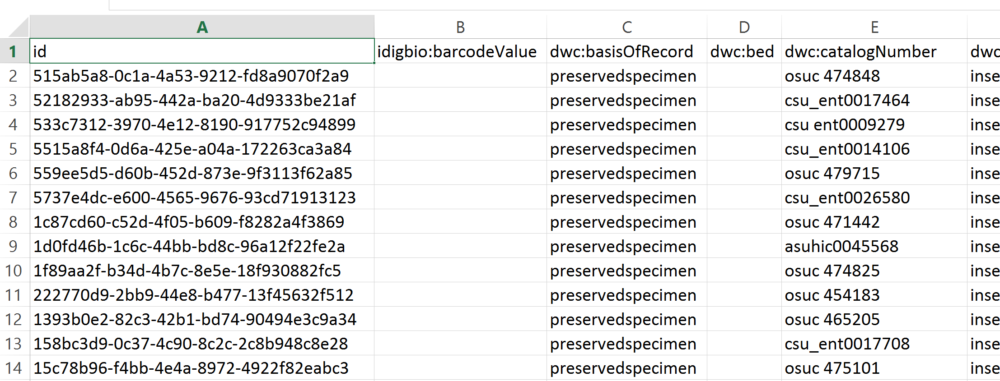 A B C D E
1 id idigbio:barcodeValue dwc:basisOfRecord dwc:bed dwc:catalogNumber dwc
2 515ab5a8-0c1a-4a53-9212-fd8a9070f2a9 preservedspecimen osuc 474848 inse
3 52182933-ab95-442a-ba20-4d9333be21af preservedspecimen csu_ent0017464 inse
4 533c7312-3970-4e12-8190-917752c94899 preservedspecimen csu ent0009279 inse
5 5515a8f4-0d6a-425e-a04a-172263ca3a84 preservedspecimen csu_ent0014106 inse
6 559ee5d5-d60b-452d-873e-9f3113f62a85 preservedspecimen osuc 479715 inse
7 5737e4dc-e600-4565-9676-93cd71913123 preservedspecimen csu_ent0026580 inse
8 1c87cd60-c52d-4f05-b609-f8282a4f3869 preservedspecimen osuc 471442 inse
9 1d0fd46b-1c6c-44bb-bd8c-96a12f22fe2a preservedspecimen asuhic0045568 inse
10 1f89aa2f-b34d-4b7c-8e5e-18f930882fc5 preservedspecimen osuc 474825 inse
11 222770d9-2bb9-44e8-b477-13f45632f512 preservedspecimen osuc 454183 inse
12 1393b0e2-82c3-42b1-bd74-90494e3c9a34 preservedspecimen osuc 465205 inse
13 158bc3d9-0c37-4c90-8c2c-2c8b948c8e28 preservedspecimen csu_ent0017708 inse
14 15c78b96-f4bb-4e4a-8972-4922f82eabc3 preservedspecimen osuc 475101 inse